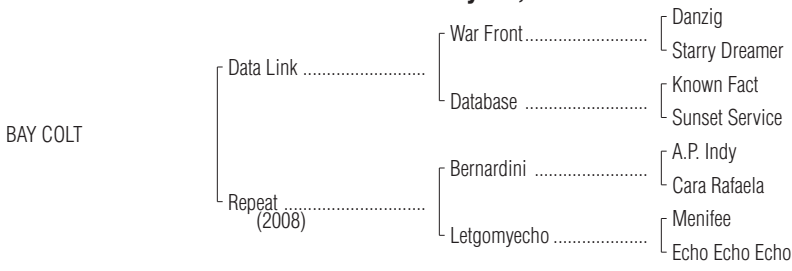 Danzig
War Front..........................
Starry Dreamer
Data Link ..........................
Known Fact
Database ..........................
Sunset Service
BAY COLT
A.P. Indy
Bernardini ........................
Cara Rafaela
Repeat ..............................
(2008)
Menifee
Letgomyecho ....................
Echo Echo Echo